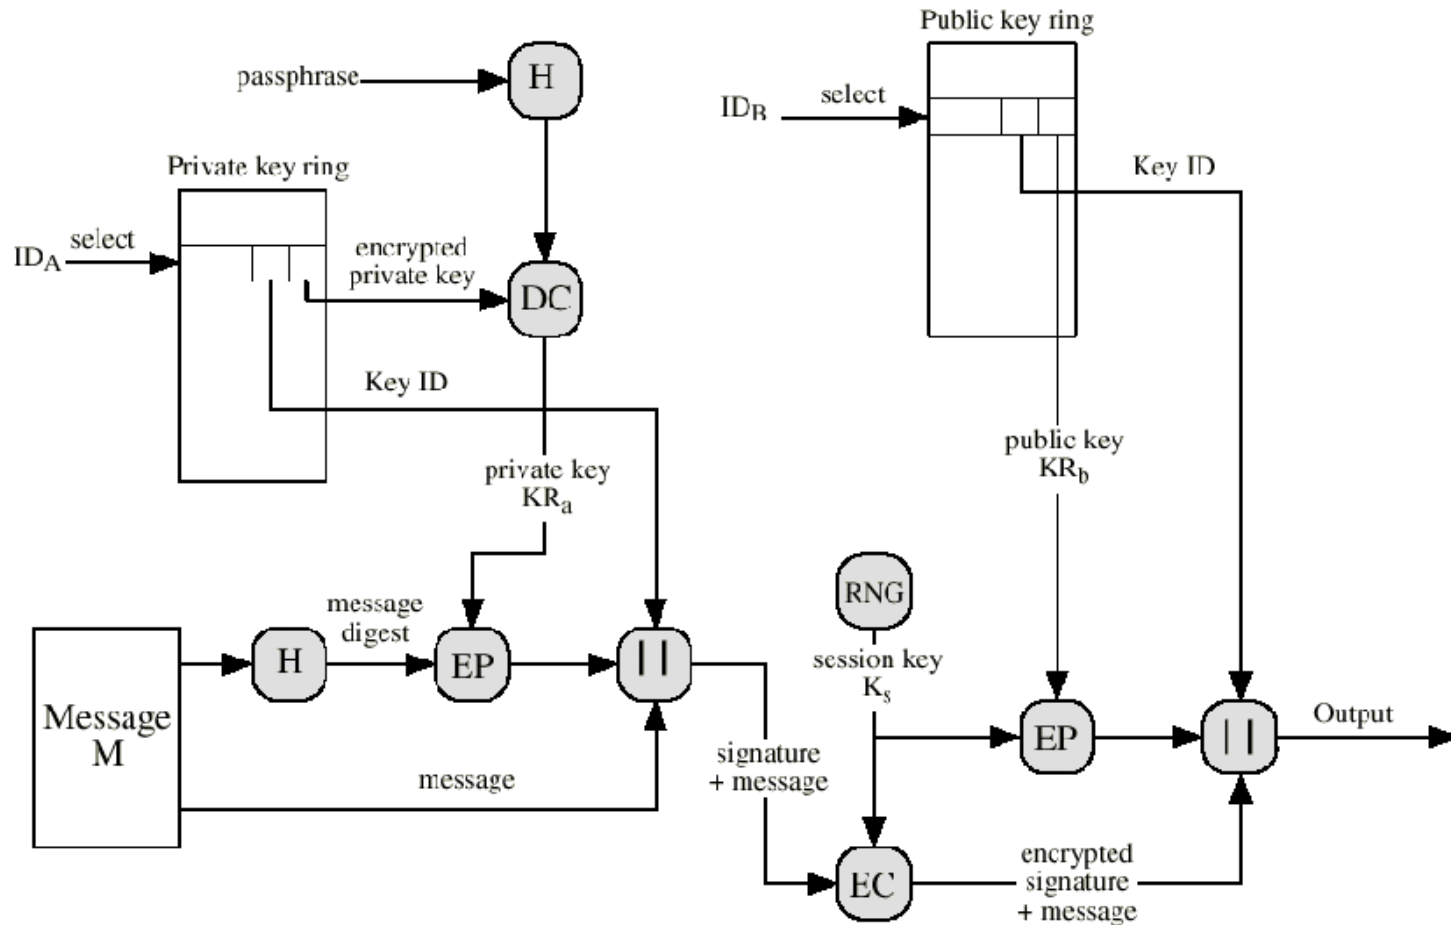 Public key ring
passphrase
H
ID_B
select
Private key ring
Key ID
ID_A
select
encrypted
private key
DC
Key ID
private key
KR_a
public key
KR_b
RNG
message
digest
H
EP
| |
session key
K_s
Message
M
message
signature
+ message
EP
| |
Output
EC
encrypted
signature
+ message